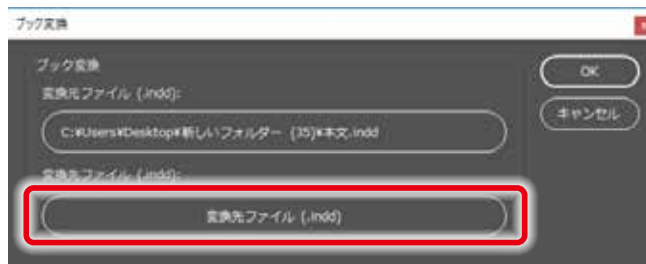 ブック変換
ブック変換
変換元ファイル (.indd):
C:¥Users¥Desktop¥新しいフォルダー (35)¥本文.indd
変換先ファイル (.indd):
変換先ファイル (.indd)
OK
キャンセル